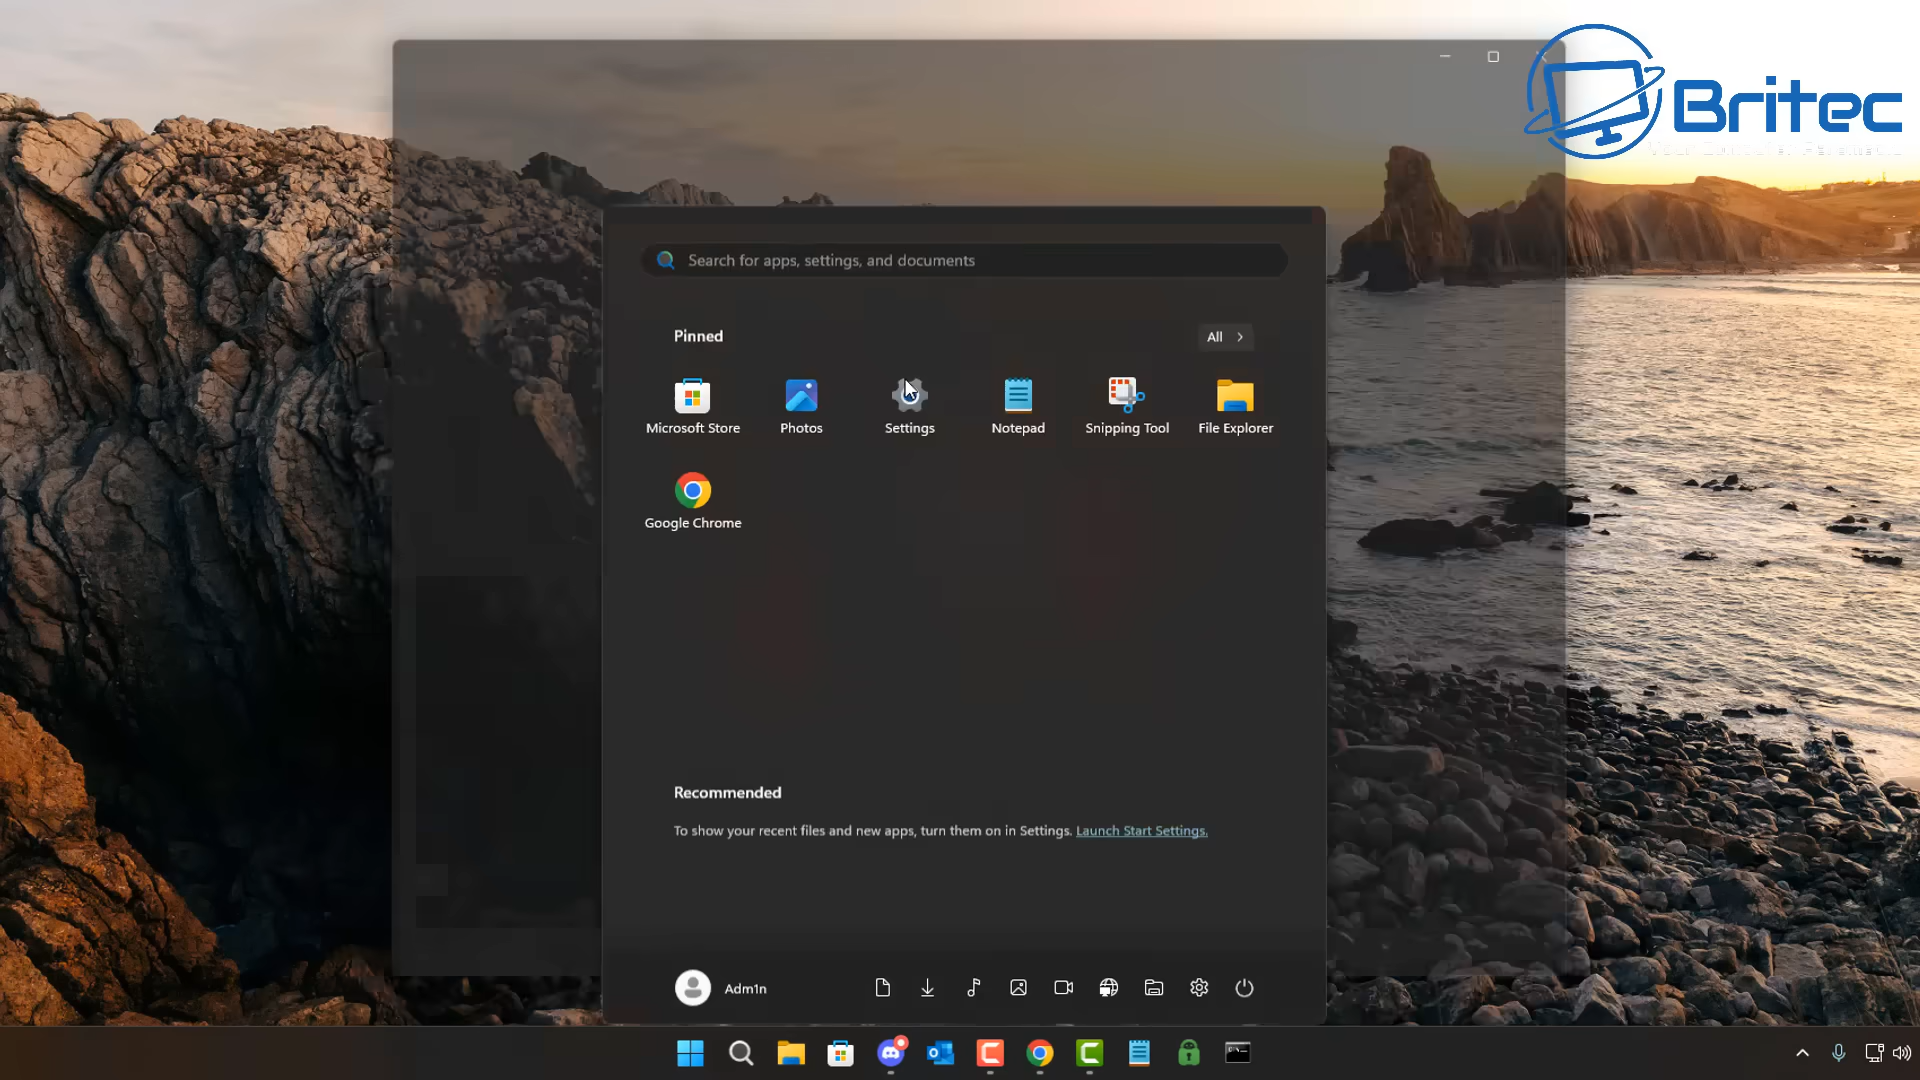 Britec
Search for apps, settings, and documents
Pinned
All
Microsoft Store
Photos
Settings
Notepad
Snipping Tool
File Explorer
Google Chrome
Recommended
To show your recent files and new apps, turn them on in Settings. Launch Start Settings.
Adm1n